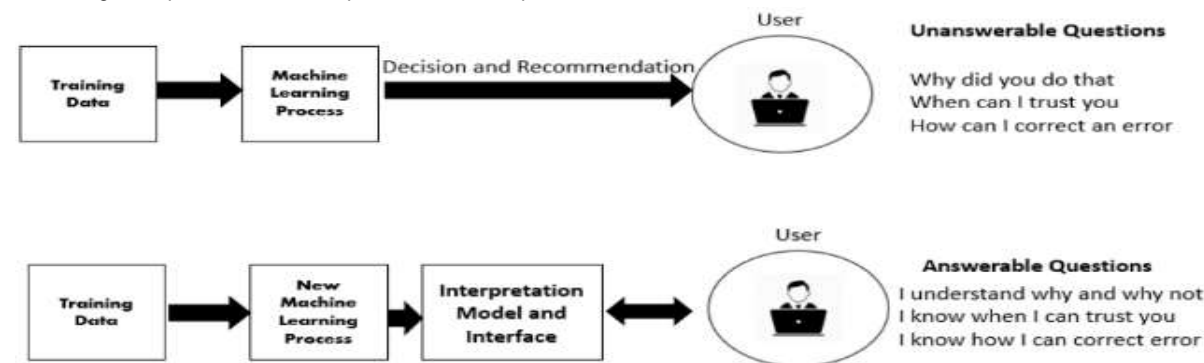 User
Unanswerable Questions
Training
Data
Machine
Learning
Process
Decision and Recommendation
Why did you do that
When can I trust you
How can I correct an error
User
Answerable Questions
Training
Data
New
Machine
Learning
Process
Interpretation
Model and
Interface
I understand why and why not
I know when I can trust you
I know how I can correct error